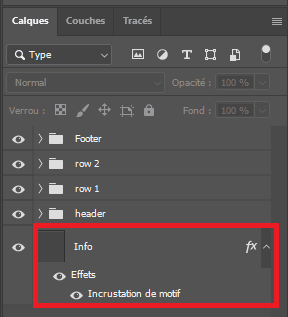 Calques Couches Tracés
Type
Normal Opacité : 100 %
Verrou : Fond : 100 %
Footer
row 2
row 1
header
Info fx
Effets
Incrustation de motif